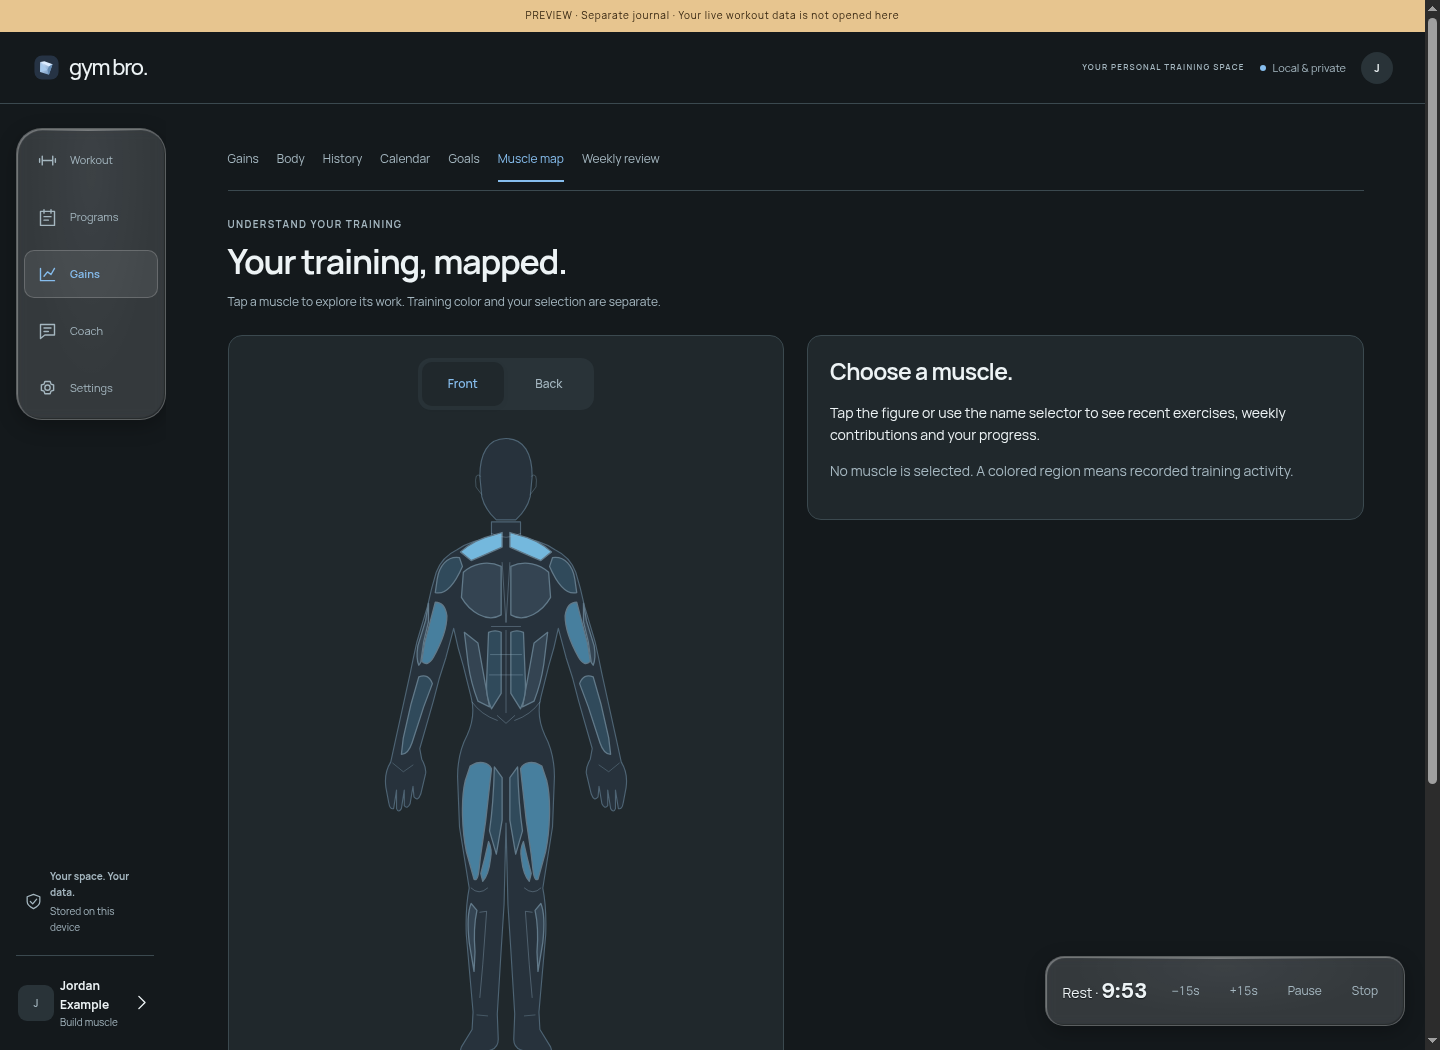 PREVIEW · Separate journal · Your live workout data is not opened here
gym bro.
YOUR PERSONAL TRAINING SPACE
Local & private
J
Workout
Programs
Gains
Coach
Settings
Gains
Body
History
Calendar
Goals
Muscle map
Weekly review
UNDERSTAND YOUR TRAINING
Your training, mapped.
Tap a muscle to explore its work. Training color and your selection are separate.
Front
Back
Choose a muscle.
Tap the figure or use the name selector to see recent exercises, weekly
contributions and your progress.
No muscle is selected. A colored region means recorded training activity.
Your space. Your
data.
Stored on this
device
J
Jordan
Example
Build muscle
Rest · 9:53
−15s
+15s
Pause
Stop